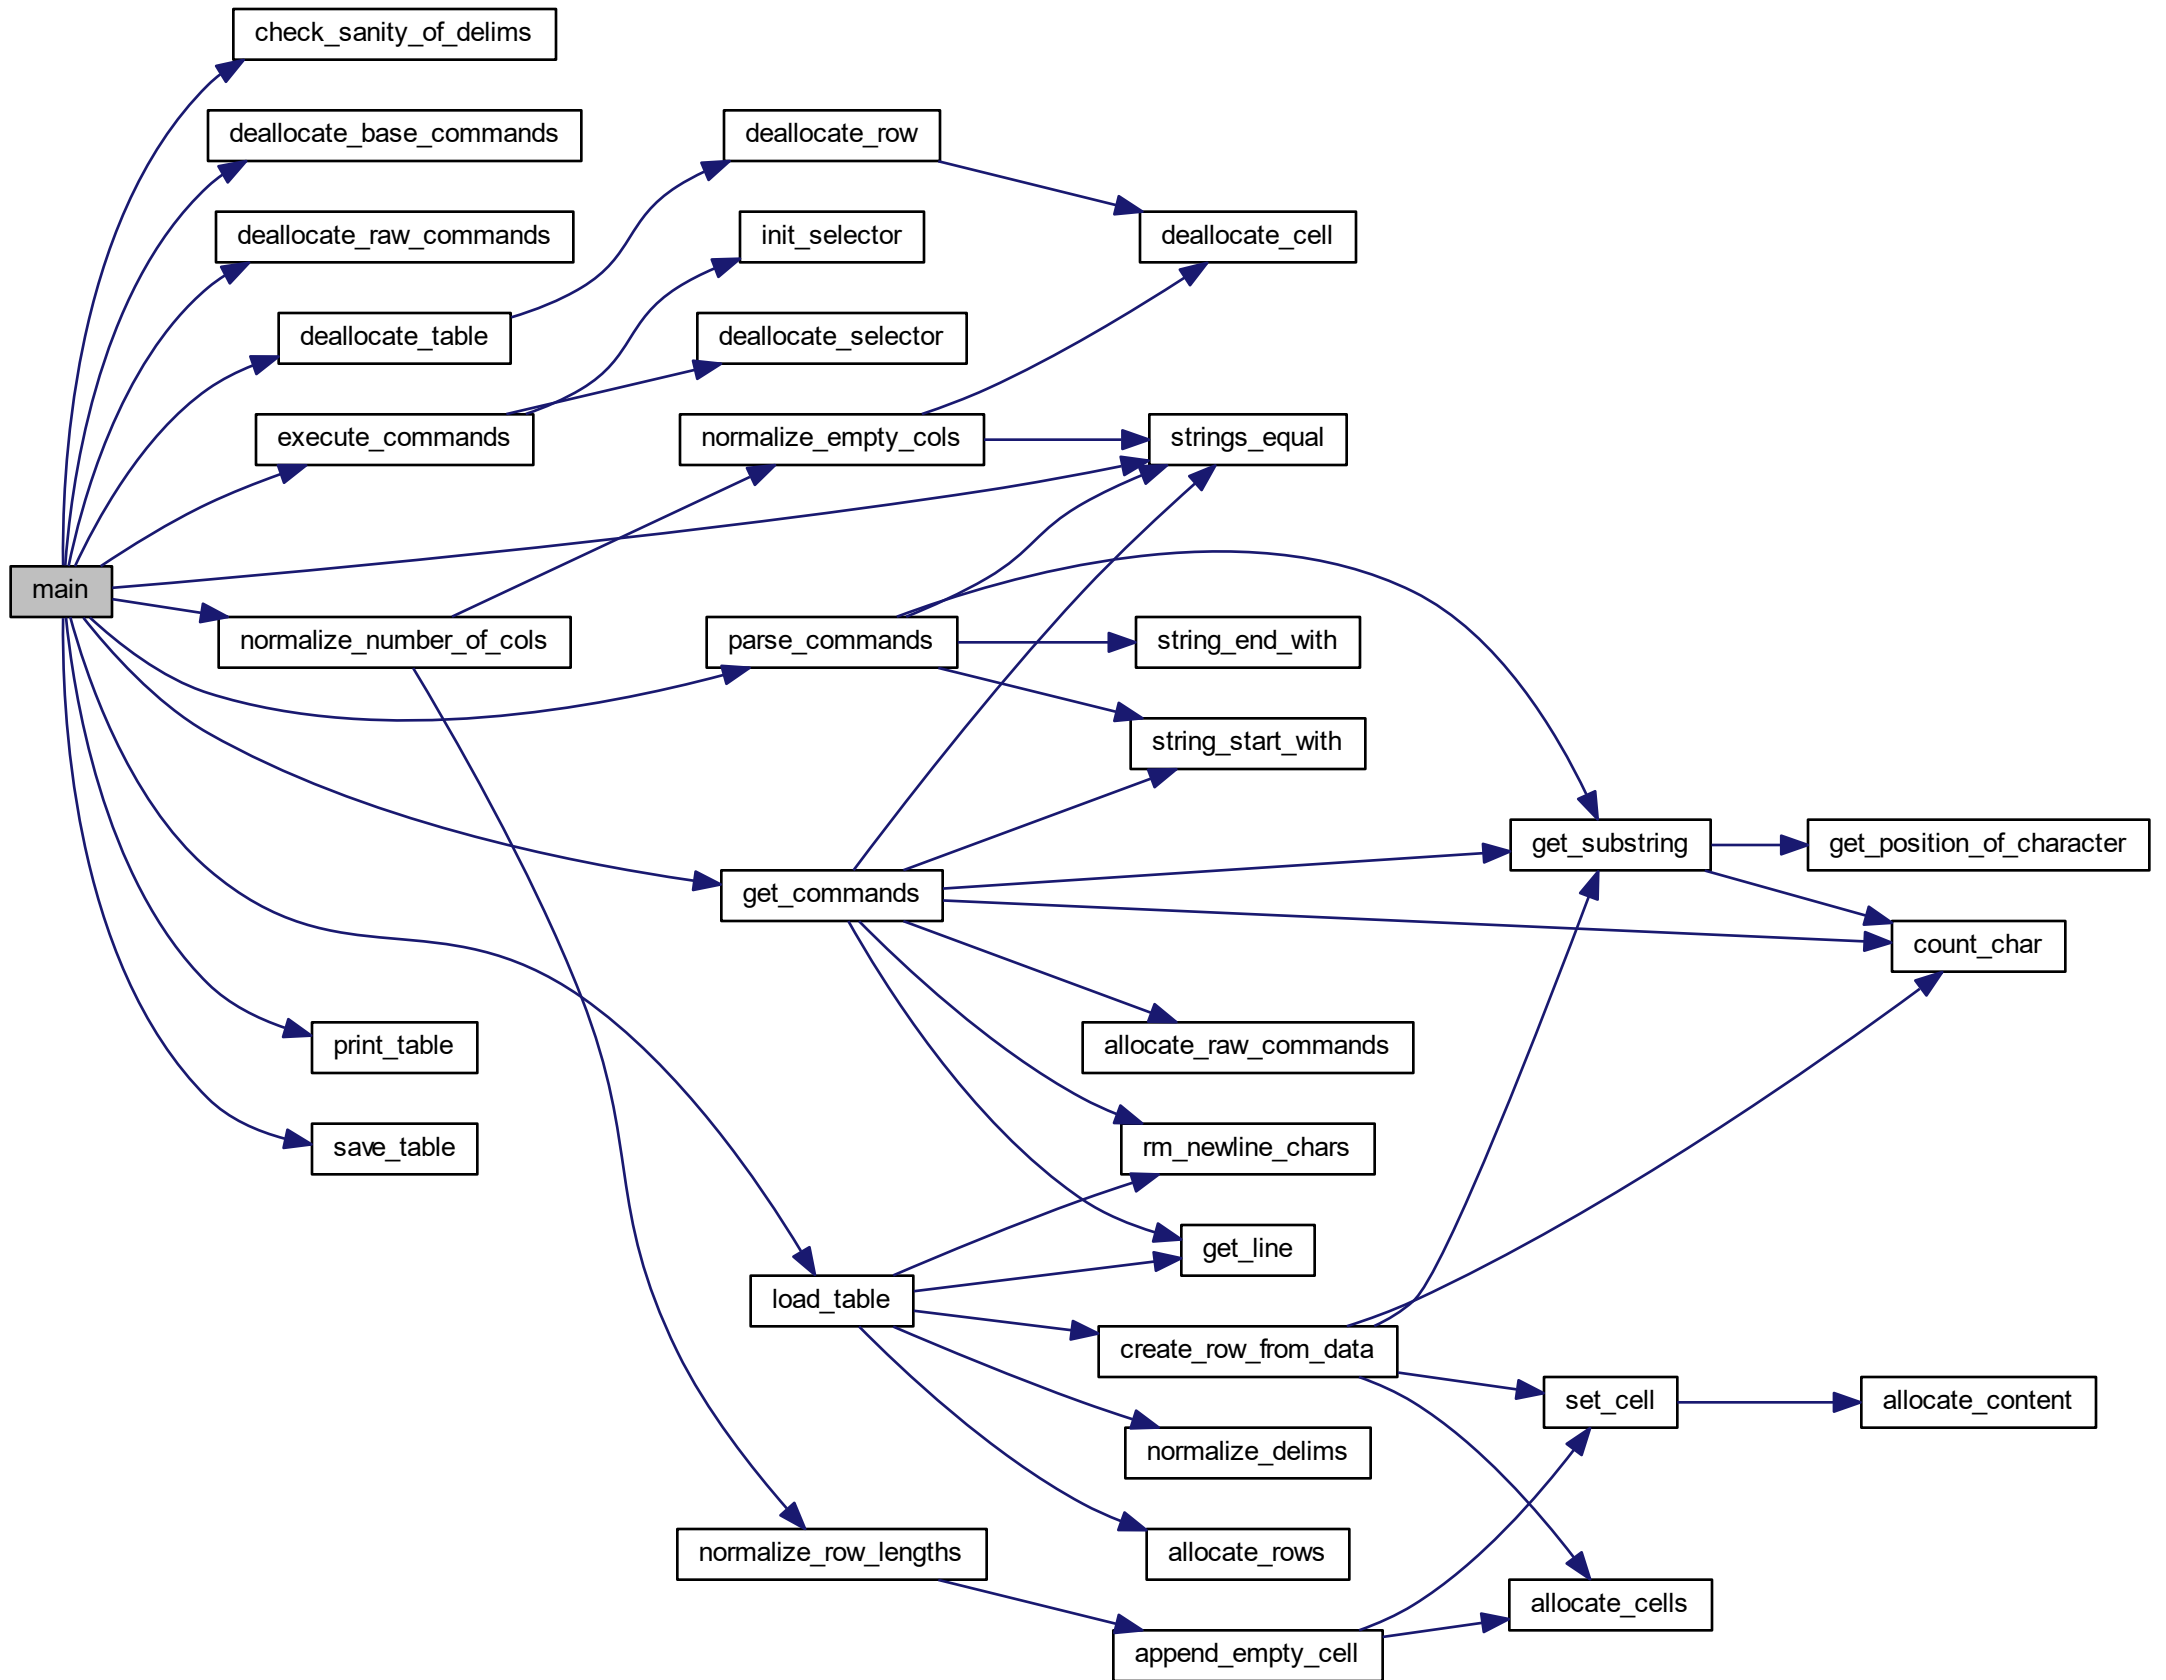 check_sanity_of_delims
deallocate_base_commands
deallocate_row
deallocate_raw_commands
init_selector
deallocate_cell
deallocate_table
deallocate_selector
execute_commands
normalize_empty_cols
strings_equal
main
normalize_number_of_cols
parse_commands
string_end_with
string_start_with
get_substring
get_position_of_character
get_commands
count_char
print_table
allocate_raw_commands
save_table
rm_newline_chars
get_line
load_table
create_row_from_data
set_cell
allocate_content
normalize_delims
normalize_row_lengths
allocate_rows
allocate_cells
append_empty_cell